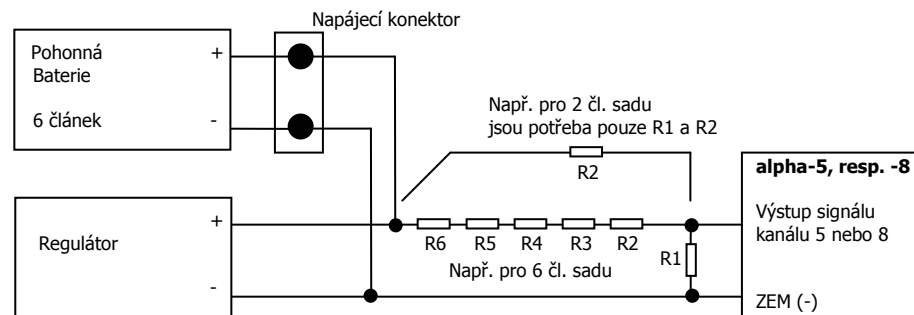 Napájecí konektor
Pohonná
Baterie
6 článek
+
-
Např. pro 2 čl. sadu
jsou potřeba pouze R1 a R2
R2
Regulátor
+
-
R6 R5 R4 R3 R2
Např. pro 6 čl. sadu
R1
alpha-5, resp. -8
Výstup signálu
kanálu 5 nebo 8
ZEM (-)